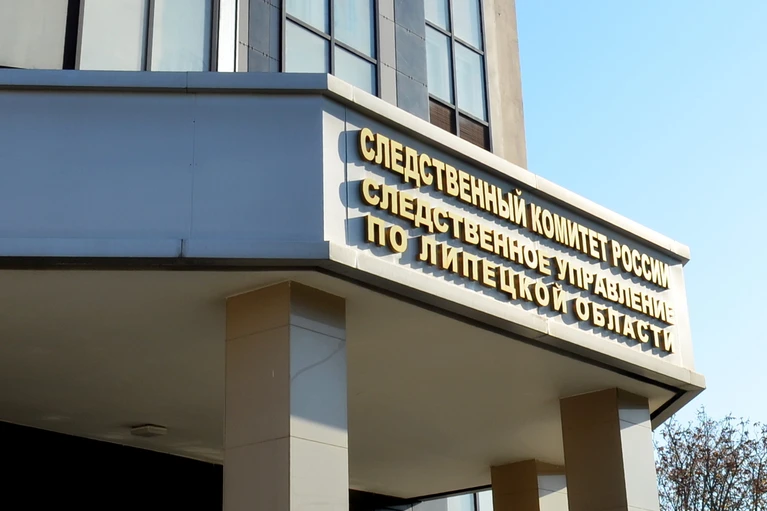 СЛЕДСТВЕННЫЙ КОМИТЕТ РОССИИ
СЛЕДСТВЕННОЕ УПРАВЛЕНИЕ
ПО ЛИПЕЦКОЙ ОБЛАСТИ